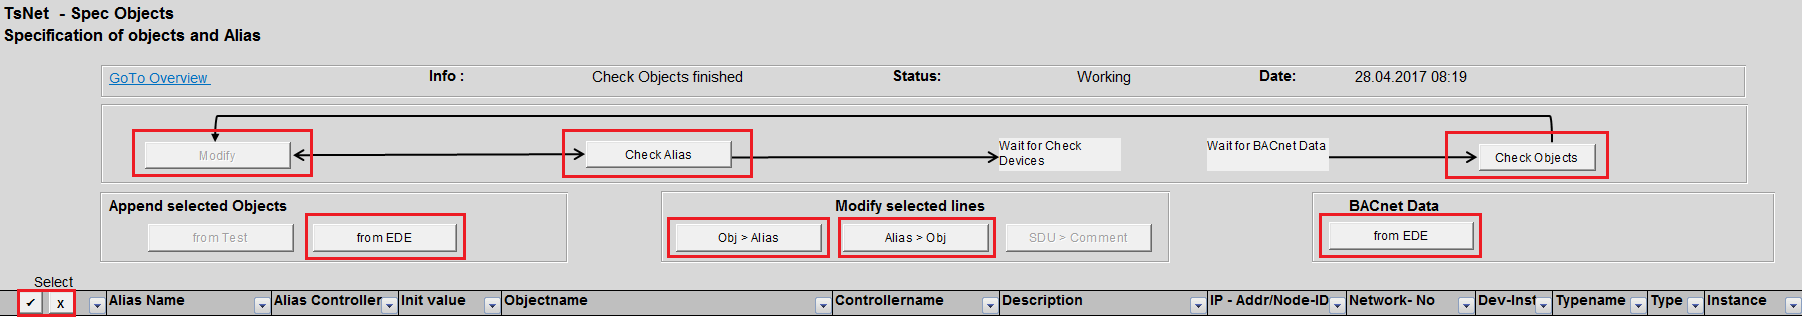 TsNet - Spec Objects
Specification of objects and Alias
GoTo Overview Info : Check Objects finished Status: Working Date: 28.04.2017 08:19
Modify Check Alias Wait for Check Wait for BACnet Data Check Objects
Devices
Append selected Objects Modify selected lines BACnet Data
from Test from EDE Obj > Alias Alias > Obj SDU > Comment from EDE
Select
✓ x Alias Name Alias Controller Init value Objectname Controllername Description IP - Addr/Node-ID Network- No Dev-Inst Typename Type Instance